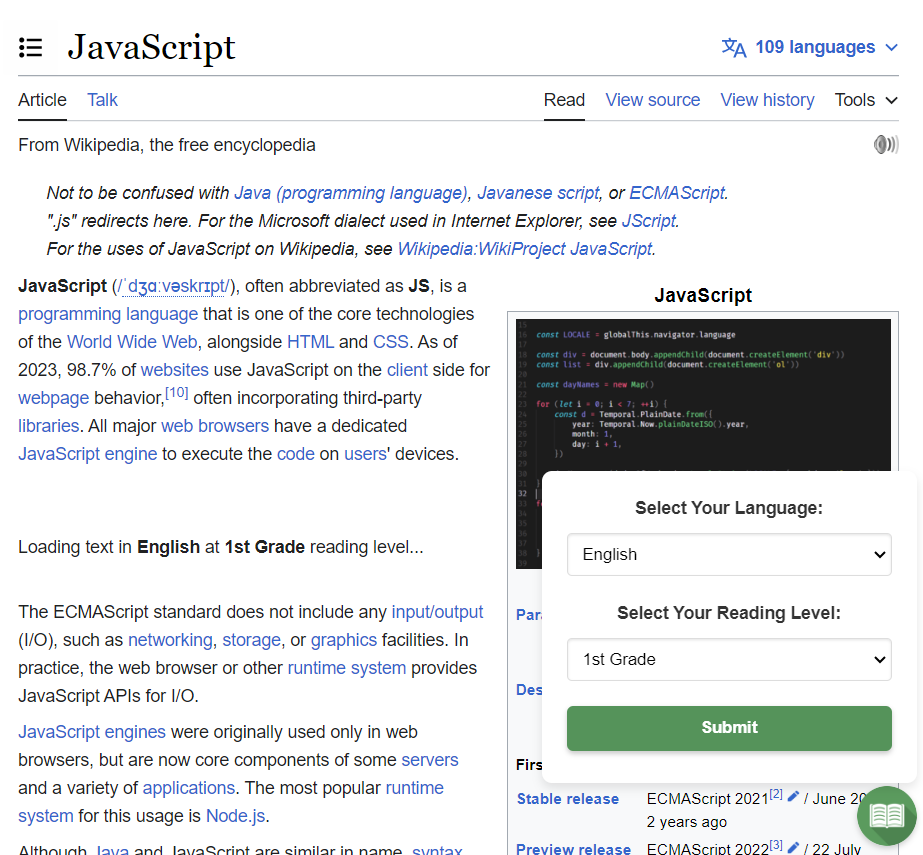 JavaScript
109 languages
Article Talk
Read View source View history Tools
From Wikipedia, the free encyclopedia
Not to be confused with Java (programming language), Javanese script, or ECMAScript.
".js" redirects here. For the Microsoft dialect used in Internet Explorer, see JScript.
For the uses of JavaScript on Wikipedia, see Wikipedia:WikiProject JavaScript.
JavaScript (/ˈdʒɑːvəskrɪpt/), often abbreviated as JS, is a
programming language that is one of the core technologies
of the World Wide Web, alongside HTML and CSS. As of
2023, 98.7% of websites use JavaScript on the client side for
webpage behavior,[10] often incorporating third-party
libraries. All major web browsers have a dedicated
JavaScript engine to execute the code on users' devices.
Loading text in English at 1st Grade reading level...
The ECMAScript standard does not include any input/output
(I/O), such as networking, storage, or graphics facilities. In
practice, the web browser or other runtime system provides
JavaScript APIs for I/O.
JavaScript engines were originally used only in web
browsers, but are now core components of some servers
and a variety of applications. The most popular runtime
system for this usage is Node.js.
Although Java and JavaScript are similar in name, syntax,
JavaScript
15
16 const LOCALE = globalThis.navigator.language
17
18 const div = document.body.appendChild(document.createElement('div'))
19 const list = div.appendChild(document.createElement('ol'))
20
21 const dayNames = new Map()
22
23 for (let i = 0; i < 7; ++i) {
24 const d = Temporal.PlainDate.from({
25 year: Temporal.Now.plainDateISO().year,
26 month: 1,
27 day: i + 1,
28 })
29
30
31 }
32
33
34
35
36
37
38 }
39
Select Your Language:
English
Select Your Reading Level:
1st Grade
Submit
Para
Des
Firs
Stable release ECMAScript 2021[2] / June 20
2 years ago
Preview release ECMAScript 2022[3] / 22 July